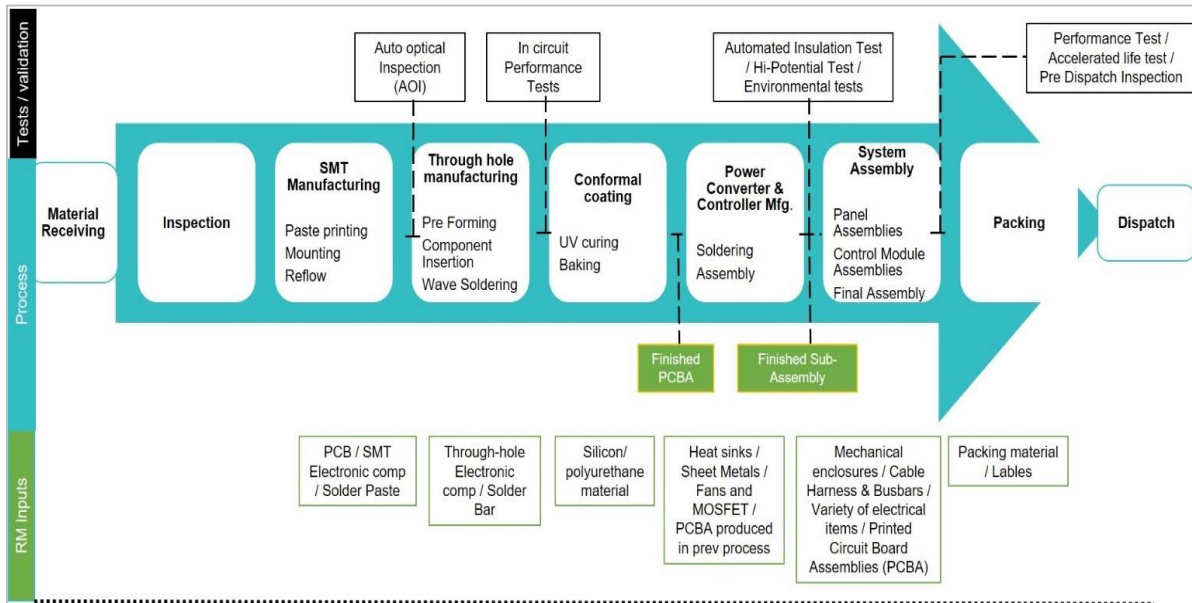 Tests / validation
Auto optical
Inspection
(AOI)
In circuit
Performance
Tests
Automated Insulation Test
/ Hi-Potential Test /
Environmental tests
Performance Test /
Accelerated life test /
Pre Dispatch Inspection
Process
Material
Receiving
Inspection
SMT
Manufacturing
Paste printing
Mounting
Reflow
Through hole
manufacturing
Pre Forming
Component
Insertion
Wave Soldering
Conformal
coating
UV curing
Baking
Power
Converter &
Controller Mfg.
Soldering
Assembly
System
Assembly
Panel
Assemblies
Control Module
Assemblies
Final Assembly
Packing
Dispatch
Finished
PCBA
Finished Sub-
Assembly
RM Inputs
PCB / SMT
Electronic comp
/ Solder Paste
Through-hole
Electronic
comp / Solder
Bar
Silicon/
polyurethane
material
Heat sinks /
Sheet Metals /
Fans and
MOSFET /
PCBA produced
in prev process
Mechanical
enclosures / Cable
Harness & Busbars /
Variety of electrical
items / Printed
Circuit Board
Assemblies (PCBA)
Packing material
/ Lables